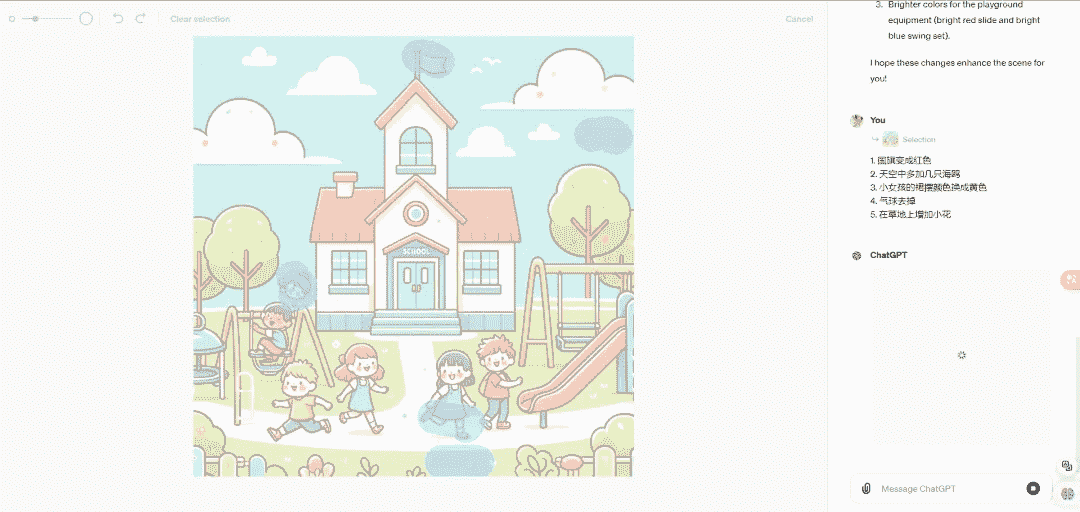 Clear selection
Cancel
3. Brighter colors for the playground
equipment (bright red slide and bright
blue swing set).
I hope these changes enhance the scene for
you!
You
Selection
1. 国旗变成红色
2. 天空中多加几只海鸥
3. 小女孩的裙摆颜色换成黄色
4. 气球去掉
5. 在草地上增加小花
ChatGPT
SCHOOL
Message ChatGPT